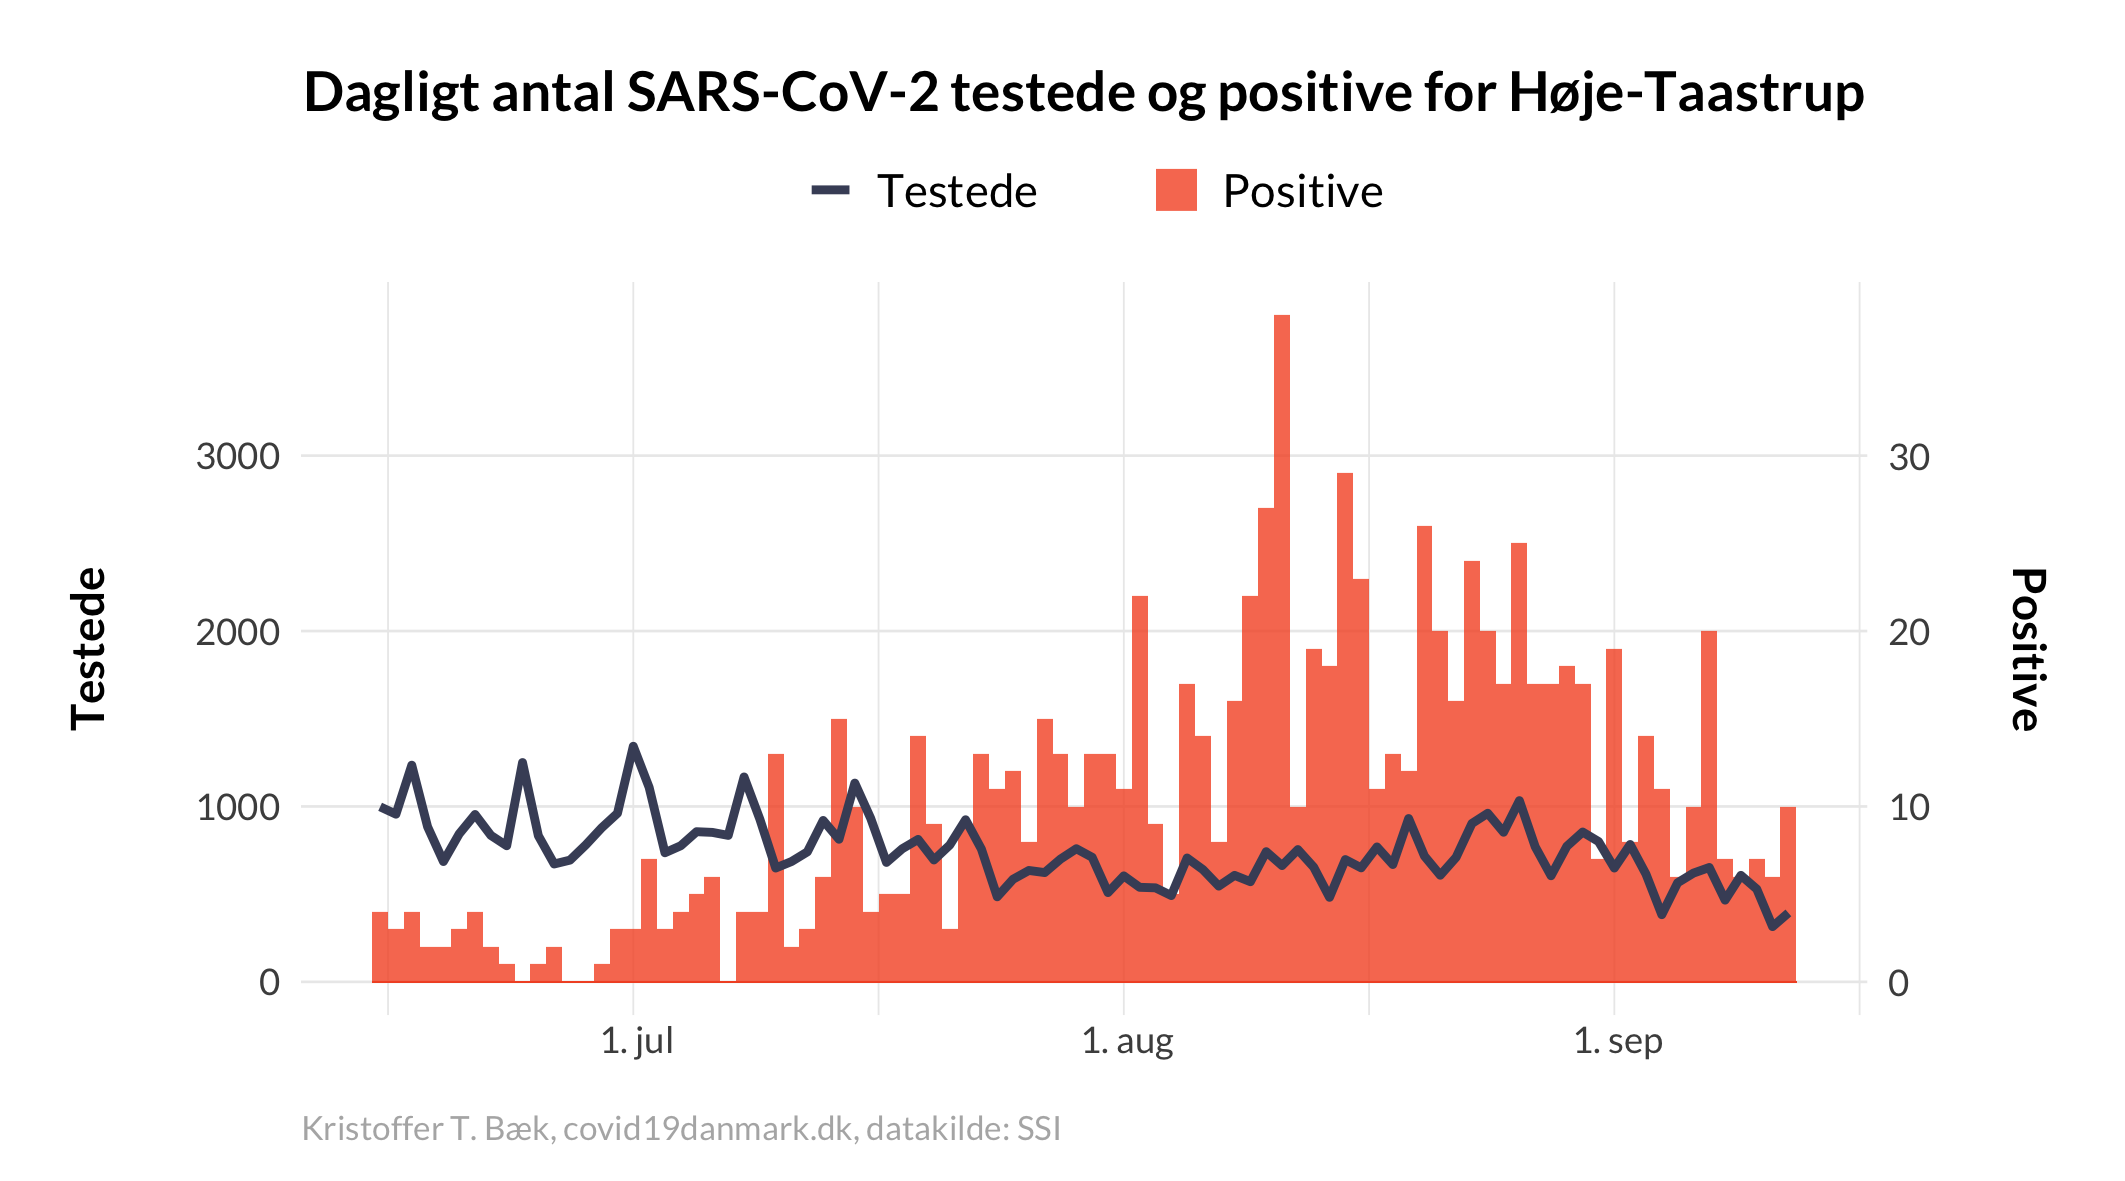 Dagligt antal SARS-CoV-2 testede og positive for Høje-Taastrup
Testede
Positive
3000
2000
1000
0
30
20
10
0
Testede
Positive
1. jul
1. aug
1. sep
Kristoffer T. Bæk, covid19danmark.dk, datakilde: SSI